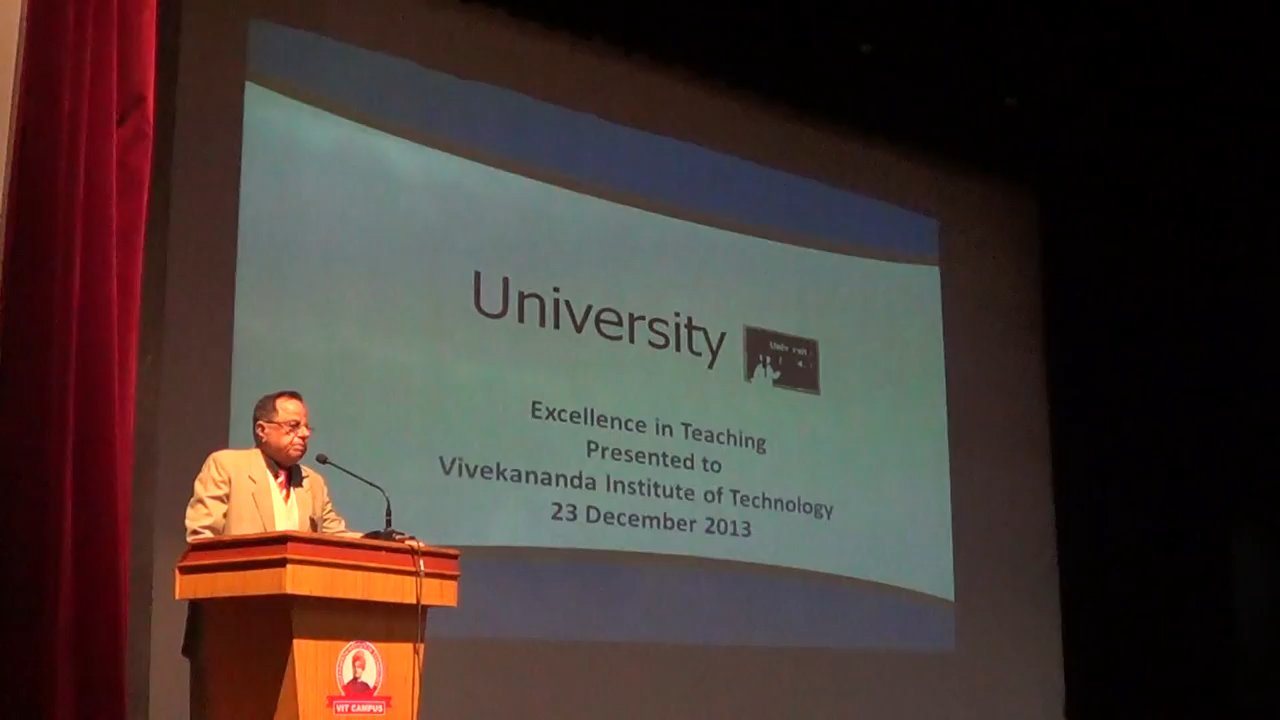 University
Excellence in Teaching
Presented to
Vivekananda Institute of Technology
23 December 2013
VIT CAMPUS